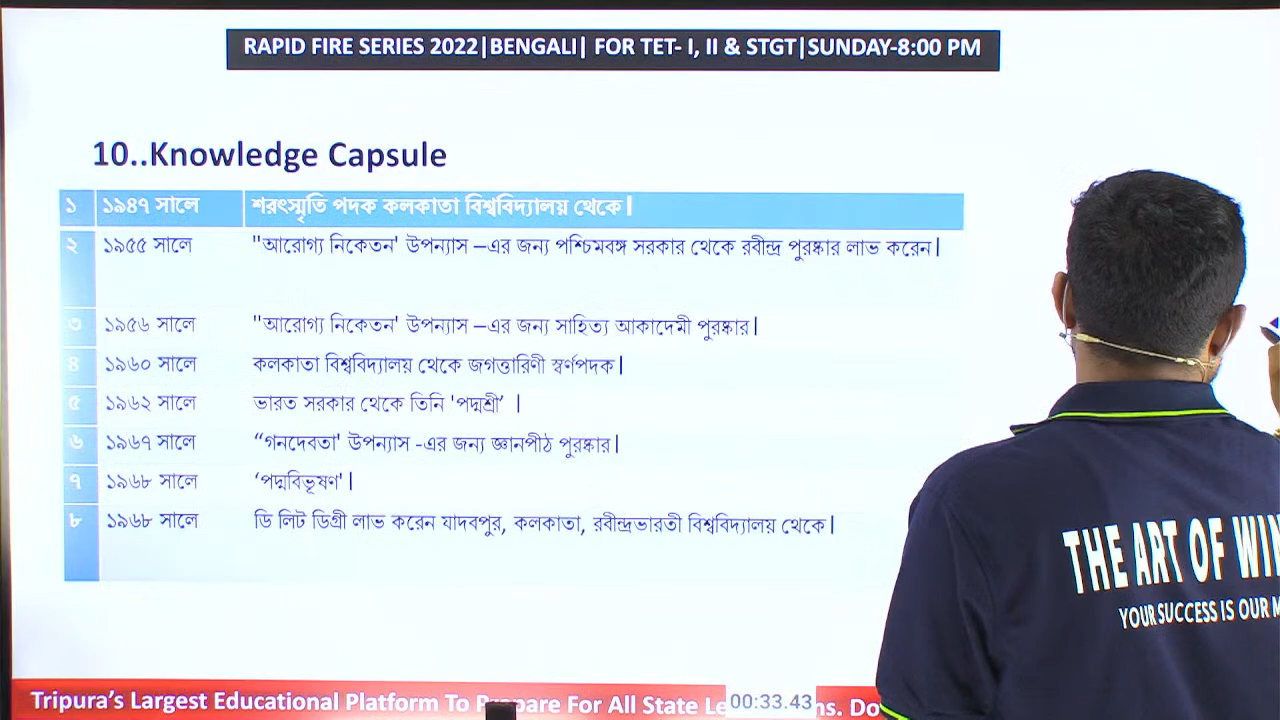 RAPID FIRE SERIES 2022|BENGALI| FOR TET- I, II & STGT|SUNDAY-8:00 PM
10..Knowledge Capsule
১ ১৯৪৭ সালে শরৎস্মৃতি পদক কলকাতা বিশ্ববিদ্যালয় থেকে|
২ ১৯৫৫ সালে "আরোগ্য নিকেতন' উপন্যাস –এর জন্য পশ্চিমবঙ্গ সরকার থেকে রবীন্দ্র পুরষ্কার লাভ করেন|
৩ ১৯৫৬ সালে "আরোগ্য নিকেতন' উপন্যাস –এর জন্য সাহিত্য আকাদেমী পুরষ্কার|
৪ ১৯৬০ সালে কলকাতা বিশ্ববিদ্যালয় থেকে জগত্তারিণী স্বর্ণপদক|
৫ ১৯৬২ সালে ভারত সরকার থেকে তিনি 'পদ্মশ্রী’ |
৬ ১৯৬৭ সালে “গনদেবতা' উপন্যাস -এর জন্য জ্ঞানপীঠ পুরষ্কার|
৭ ১৯৬৮ সালে ‘পদ্মবিভূষণ'|
৮ ১৯৬৮ সালে ডি লিট ডিগ্রী লাভ করেন যাদবপুর, কলকাতা, রবীন্দ্রভারতী বিশ্ববিদ্যালয় থেকে|
THE ART OF
YOUR SUCCESS IS OUR
Tripura’s Largest Educational Platform To Prepare For All State
00:33.43